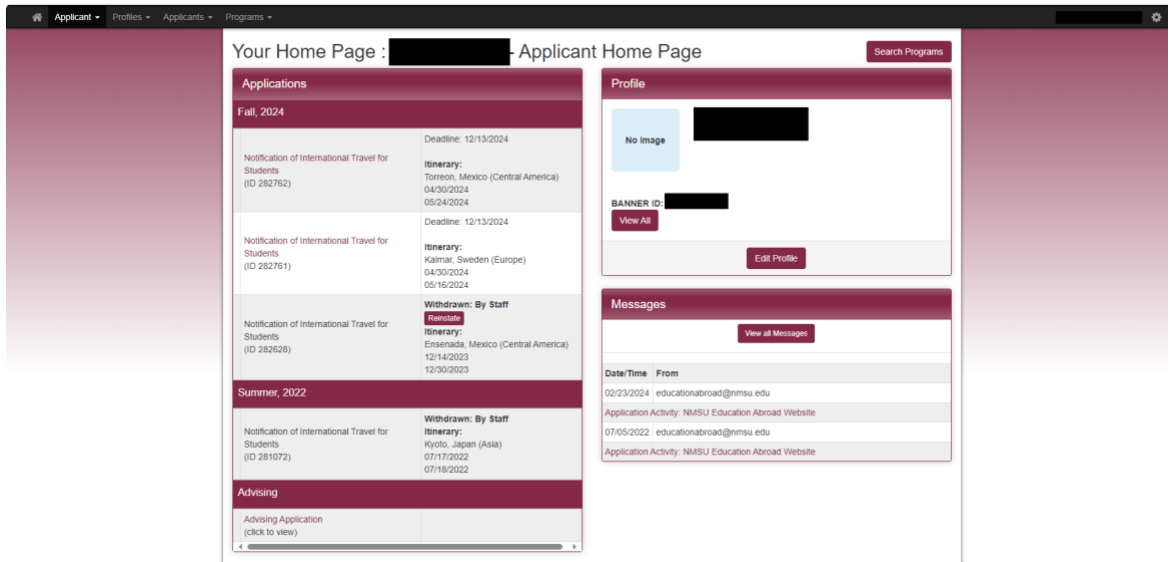 Applicant Profiles Applicants Programs
Your Home Page : - Applicant Home Page
Search Programs
Applications
Fall, 2024
Notification of International Travel for
Students
(ID 282762)
Deadline: 12/13/2024
Itinerary:
Torreon, Mexico (Central America)
04/30/2024
05/24/2024
Notification of International Travel for
Students
(ID 282761)
Deadline: 12/13/2024
Itinerary:
Kalmar, Sweden (Europe)
04/30/2024
05/16/2024
Notification of International Travel for
Students
(ID 282628)
Withdrawn: By Staff
Reinstate
Itinerary:
Ensenada, Mexico (Central America)
12/14/2023
12/30/2023
Summer, 2022
Notification of International Travel for
Students
(ID 281072)
Withdrawn: By Staff
Itinerary:
Kyoto, Japan (Asia)
07/17/2022
07/18/2022
Advising
Advising Application
(click to view)
Profile
No Image
BANNER ID:
View All
Edit Profile
Messages
View all Messages
Date/Time From
02/23/2024 educationabroad@nmsu.edu
Application Activity: NMSU Education Abroad Website
07/05/2022 educationabroad@nmsu.edu
Application Activity: NMSU Education Abroad Website